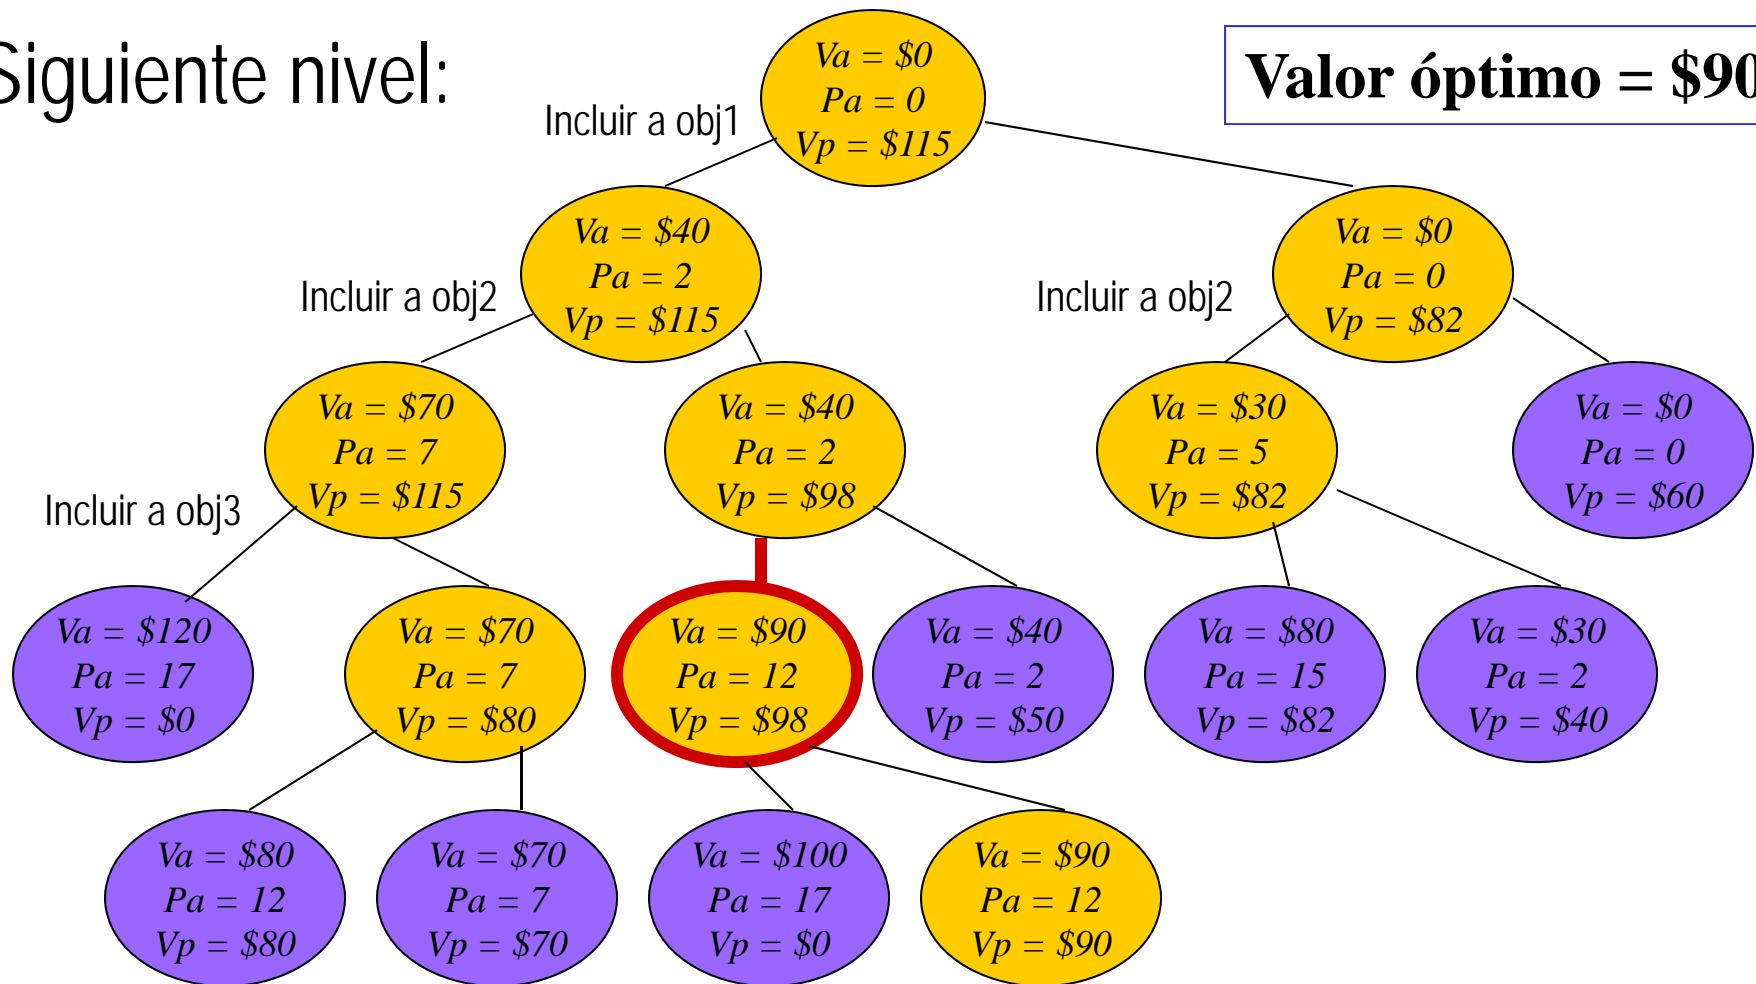 Siguiente nivel:
Valor óptimo = $90
Va = $0
Pa = 0
Vp = $115
Incluir a obj1
Va = $40
Pa = 2
Vp = $115
Va = $0
Pa = 0
Vp = $82
Incluir a obj2
Incluir a obj2
Va = $70
Pa = 7
Vp = $115
Va = $40
Pa = 2
Vp = $98
Va = $30
Pa = 5
Vp = $82
Va = $0
Pa = 0
Vp = $60
Incluir a obj3
Va = $120
Pa = 17
Vp = $0
Va = $70
Pa = 7
Vp = $80
Va = $90
Pa = 12
Vp = $98
Va = $40
Pa = 2
Vp = $50
Va = $80
Pa = 15
Vp = $82
Va = $30
Pa = 2
Vp = $40
Va = $80
Pa = 12
Vp = $80
Va = $70
Pa = 7
Vp = $70
Va = $100
Pa = 17
Vp = $0
Va = $90
Pa = 12
Vp = $90